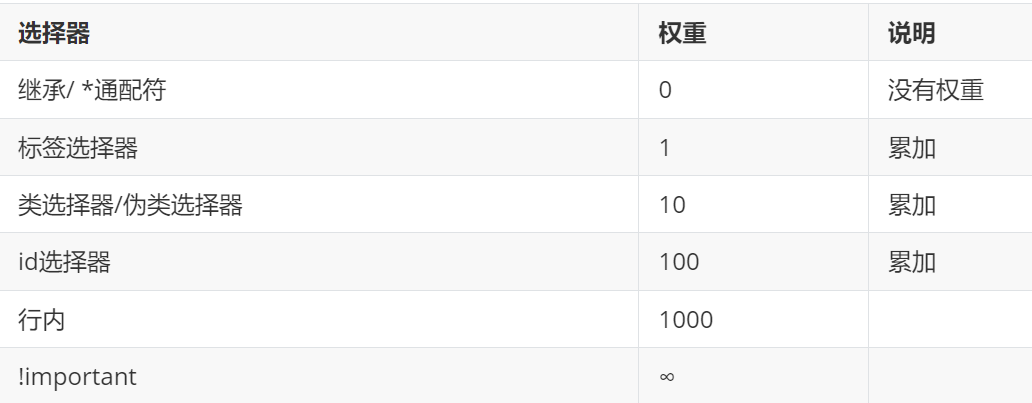 选择器 权重 说明
继承/ *通配符 0 没有权重
标签选择器 1 累加
类选择器/伪类选择器 10 累加
id选择器 100 累加
行内 1000
!important ∞